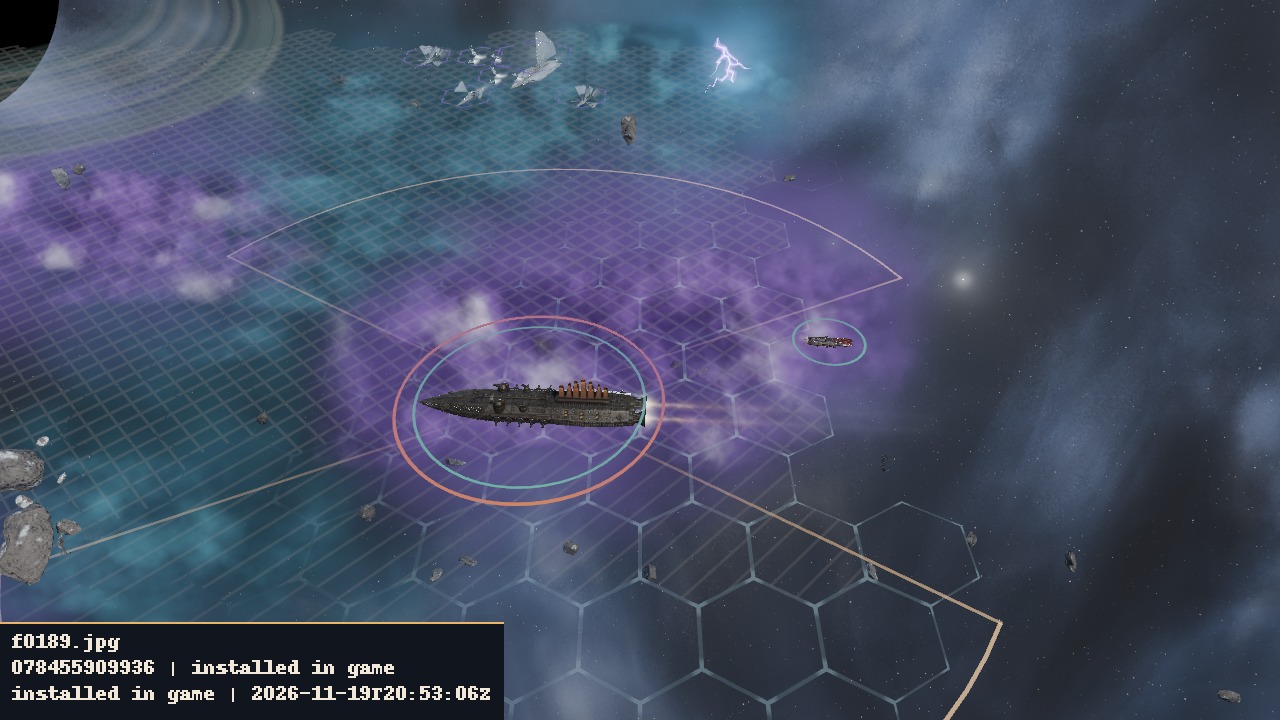 f0189.jpg
078455909936 | installed in game
installed in game | 2026-11-19T20:53:06z